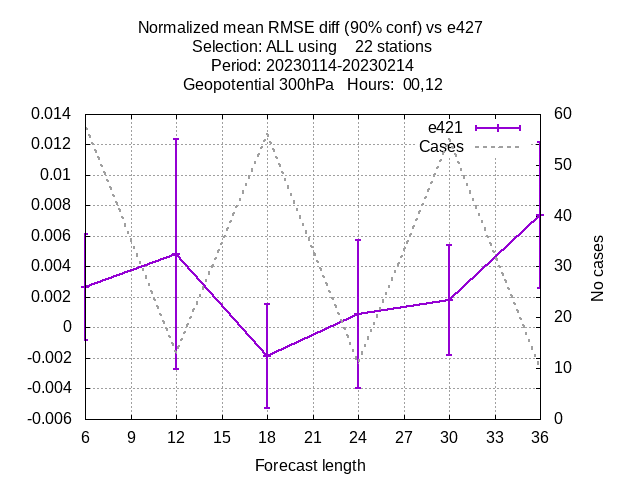 Normalized mean RMSE diff (90% conf) vs e427
Selection: ALL using    22 stations
Period: 20230114-20230214
Geopotential 300hPa   Hours:  00,12
0.014
0.012
0.01
0.008
0.006
0.004
0.002
0
-0.002
-0.004
-0.006
e421
Cases
60
50
40
30
20
10
0
No cases
6 9 12 15 18 21 24 27 30 33 36
Forecast length